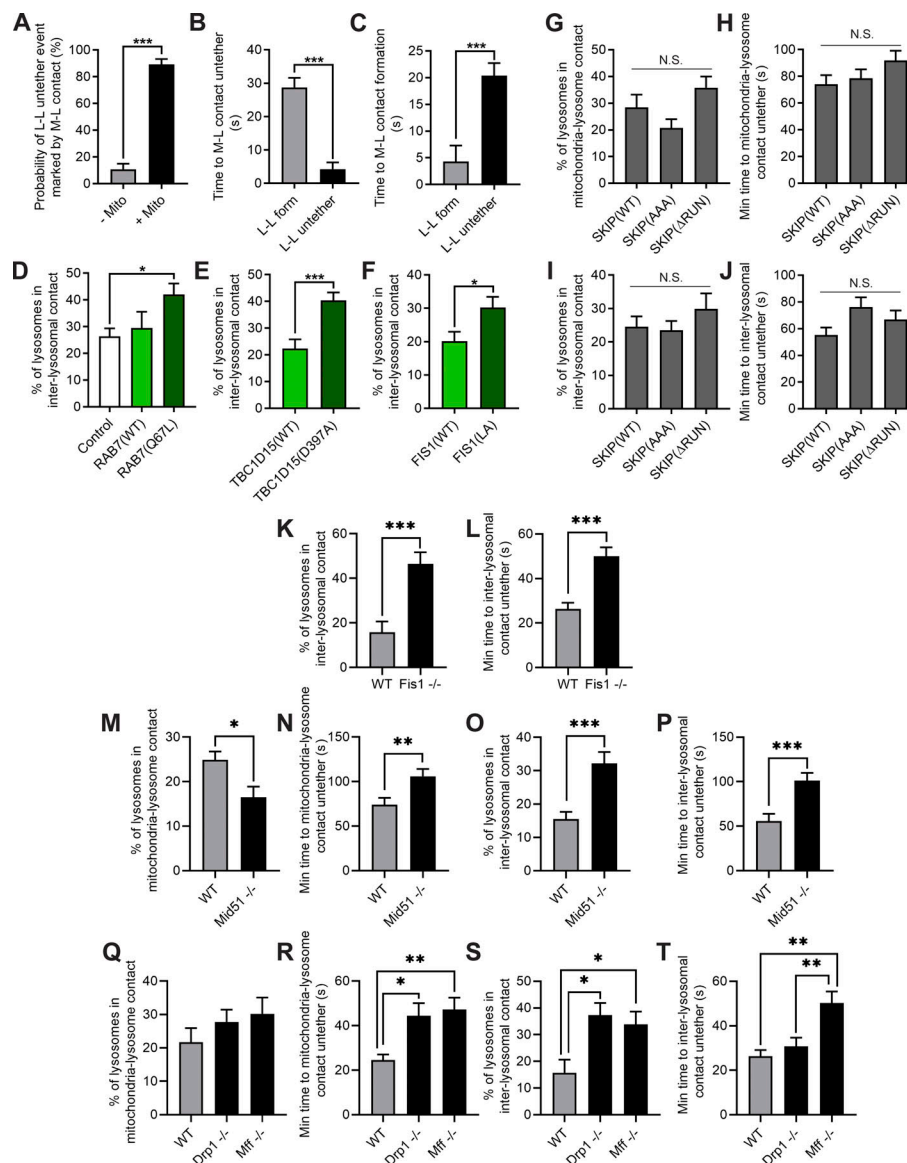 A
Probability of L-L untether event
marked by M-L contact (%)
100
80
60
40
20
0
***
- Mito
+ Mito
B
Time to M-L contact untether
(s)
40
30
20
10
0
***
L-L form
L-L untether
C
Time to M-L contact formation
(s)
25
20
15
10
5
0
***
L-L form
L-L untether
G
% of lysosomes in
mitochondria-lysosome contact
50
40
30
20
10
0
N.S.
SKIP(WT)
SKIP(AAA)
SKIP(ΔRUN)
H
Min time to mitochondria-lysosome
contact untether (s)
100
80
60
40
20
0
N.S.
SKIP(WT)
SKIP(AAA)
SKIP(ΔRUN)
D
% of lysosomes in
inter-lysosomal contact
50
40
30
20
10
0
*
Control
RAB7(WT)
RAB7(Q67L)
E
% of lysosomes in
inter-lysosomal contact
50
40
30
20
10
0
***
TBC1D15(WT)
TBC1D15(D397A)
F
% of lysosomes in
inter-lysosomal contact
40
30
20
10
0
*
FIS1(WT)
FIS1(LA)
I
% of lysosomes in
inter-lysosomal contact
40
30
20
10
0
N.S.
SKIP(WT)
SKIP(AAA)
SKIP(ΔRUN)
J
Min time to inter-lysosomal
contact untether (s)
100
80
60
40
20
0
N.S.
SKIP(WT)
SKIP(AAA)
SKIP(ΔRUN)
K
% of lysosomes in
inter-lysosomal contact
60
40
20
0
***
WT
Fis1 -/-
L
Min time to inter-lysosomal
contact untether (s)
60
40
20
0
***
WT
Fis1 -/-
M
% of lysosomes in
mitochondria-lysosome contact
30
20
10
0
*
WT
Mid51 -/-
N
Min time to mitochondria-lysosome
contact untether (s)
150
100
50
0
**
WT
Mid51 -/-
O
% of lysosomes in
inter-lysosomal contact
40
30
20
10
0
***
WT
Mid51 -/-
P
Min time to inter-lysosomal
contact untether (s)
150
100
50
0
***
WT
Mid51 -/-
Q
% of lysosomes in
mitochondria-lysosome contact
40
30
20
10
0
WT
Drp1 -/-
Mff -/-
R
Min time to mitochondria-lysosome
contact untether (s)
60
40
20
0
*
**
WT
Drp1 -/-
Mff -/-
S
% of lysosomes in
inter-lysosomal contact
50
40
30
20
10
0
*
*
WT
Drp1 -/-
Mff -/-
T
Min time to inter-lysosomal
contact untether (s)
80
60
40
20
0
**
**
WT
Drp1 -/-
Mff -/-